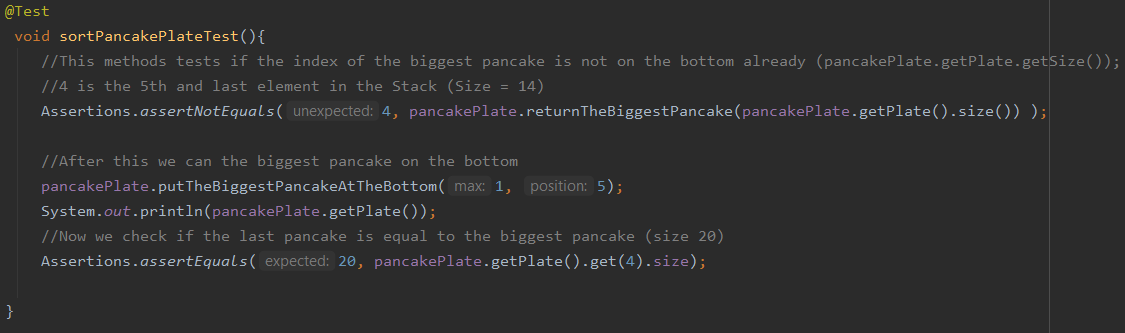 @Test
void sortPancakePlateTest(){
//This methods tests if the index of the biggest pancake is not on the bottom already (pancakePlate.getPlate.getSize());
//4 is the 5th and last element in the Stack (Size = 14)
Assertions.assertNotEquals( unexpected: 4, pancakePlate.returnTheBiggestPancake(pancakePlate.getPlate().size()) );
//After this we can the biggest pancake on the bottom
pancakePlate.putTheBiggestPancakeAtTheBottom( max: 1, position: 5);
System.out.println(pancakePlate.getPlate());
//Now we check if the last pancake is equal to the biggest pancake (size 20)
Assertions.assertEquals( expected: 20, pancakePlate.getPlate().get(4).size);
}